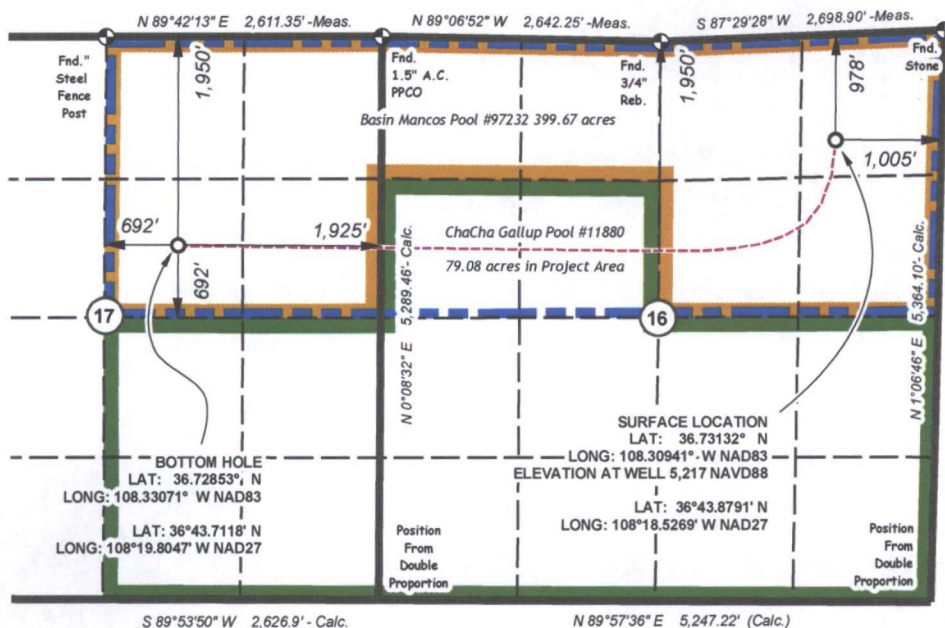 N 89°42'13" E 2,611.35' -Meas.
N 89°06'52" W 2,642.25' -Meas.
S 87°29'28" W 2,698.90' -Meas.
Fnd."
Steel
Fence
Post
1,950'
Fnd.
1.5" A.C.
PPCO
Fnd.
3/4"
Reb.
1,950'
978'
Fnd.
Stone
Basin Mancos Pool #97232 399.67 acres
1,005'
692'
1,925'
692'
ChaCha Gallup Pool #11880
79.08 acres in Project Area
5,289.46'- Calc.
N 0°08'32" E
5,364.10'- Calc.
N 1°06'46" E
17
16
BOTTOM HOLE
LAT: 36.72853° N
LONG: 108.33071° W NAD83
LAT: 36°43.7118' N
LONG: 108°19.8047' W NAD27
SURFACE LOCATION
LAT: 36.73132° N
LONG: 108.30941° W NAD83
ELEVATION AT WELL 5,217 NAVD88
LAT: 36°43.8791' N
LONG: 108°18.5269' W NAD27
Position
From
Double
Proportion
Position
From
Double
Proportion
S 89°53'50" W 2,626.9' - Calc.
N 89°57'36" E 5,247.22' (Calc.)